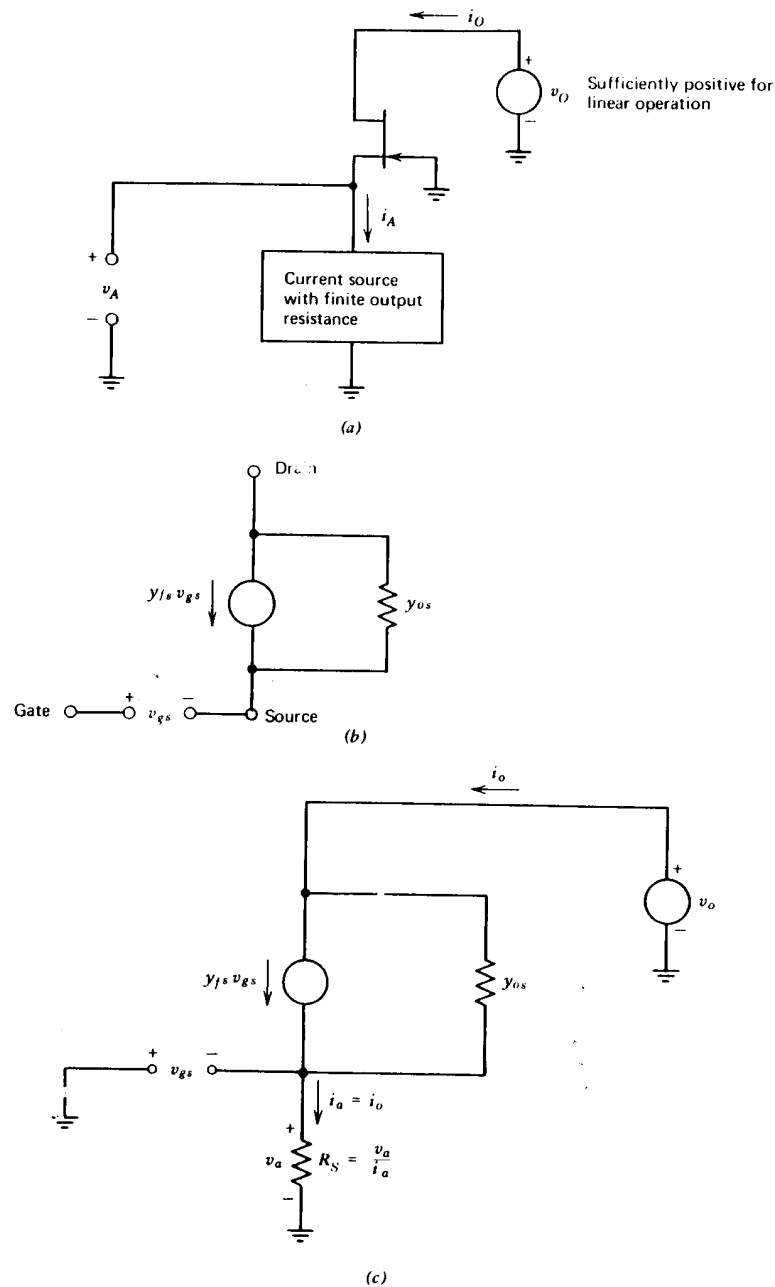 i_O
+
v_O
−
Sufficiently positive for
linear operation
i_A
+
v_A
−
Current source
with finite output
resistance
(a)
y_fs v_gs
y_os
Gate
+
v_gs
−
Source
(b)
i_o
+
v_o
−
y_fs v_gs
y_os
+
v_gs
−
i_a = i_o
+
v_a
−
R_S = v_a / i_a
(c)